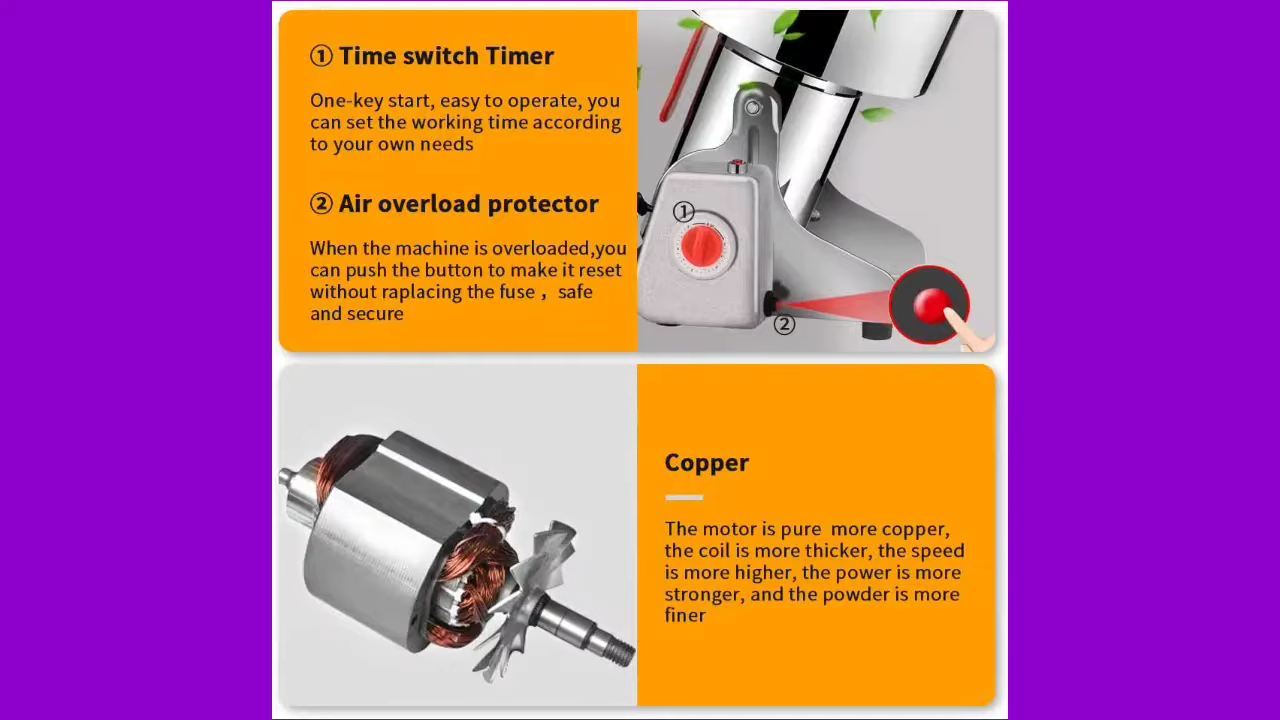 ① Time switch Timer
One-key start, easy to operate, you
can set the working time according
to your own needs
② Air overload protector
When the machine is overloaded,you
can push the button to make it reset
without raplacing the fuse ，safe
and secure
①
②
Copper
The motor is pure more copper,
the coil is more thicker, the speed
is more higher, the power is more
stronger, and the powder is more
finer